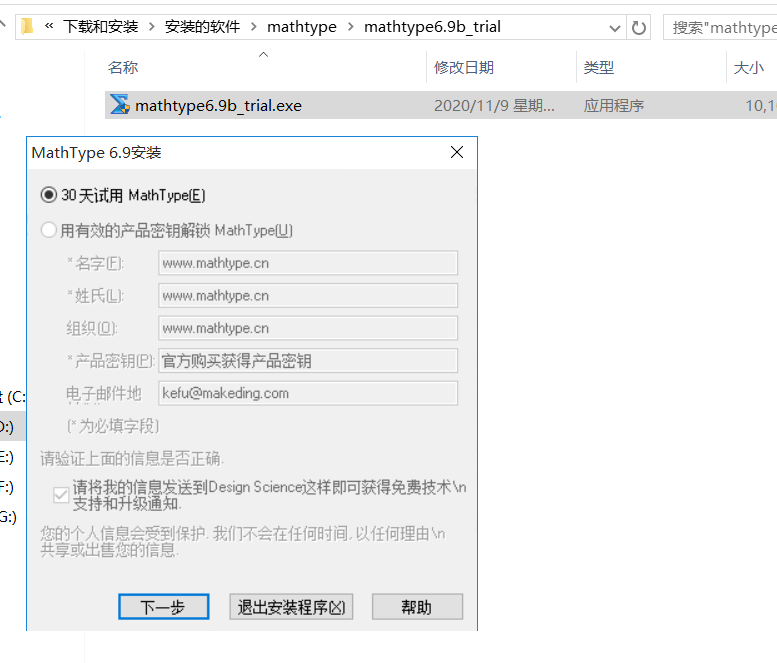 « 下载和安装 › 安装的软件 › mathtype › mathtype6.9b_trial
搜索"mathtype
名称 修改日期 类型 大小
mathtype6.9b_trial.exe 2020/11/9 星期... 应用程序 10,1
MathType 6.9安装
30 天试用 MathType(E)
用有效的产品密钥解锁 MathType(U)
*名字(F): www.mathtype.cn
*姓氏(L): www.mathtype.cn
组织(O): www.mathtype.cn
*产品密钥(P): 官方购买获得产品密钥
电子邮件地 kefu@makeding.com
(*为必填字段)
请验证上面的信息是否正确.
请将我的信息发送到Design Science这样即可获得免费技术\n
支持和升级通知.
您的个人信息会受到保护. 我们不会在任何时间, 以任何理由\n
共享或出售您的信息.
下一步 退出安装程序(X) 帮助
(C:
D:)
E:)
F:)
G:)